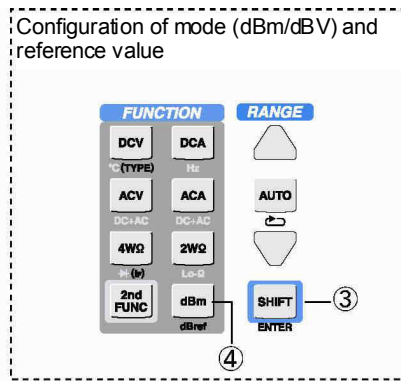 Configuration of mode (dBm/dBV) and
reference value
FUNCTION RANGE
DCV DCA
°C (TYPE) Hz
ACV ACA AUTO
DC+AC DC+AC
4WΩ 2WΩ
(Ir) Lo-Ω
2nd
FUNC dBm SHIFT ③
dBref ENTER
④